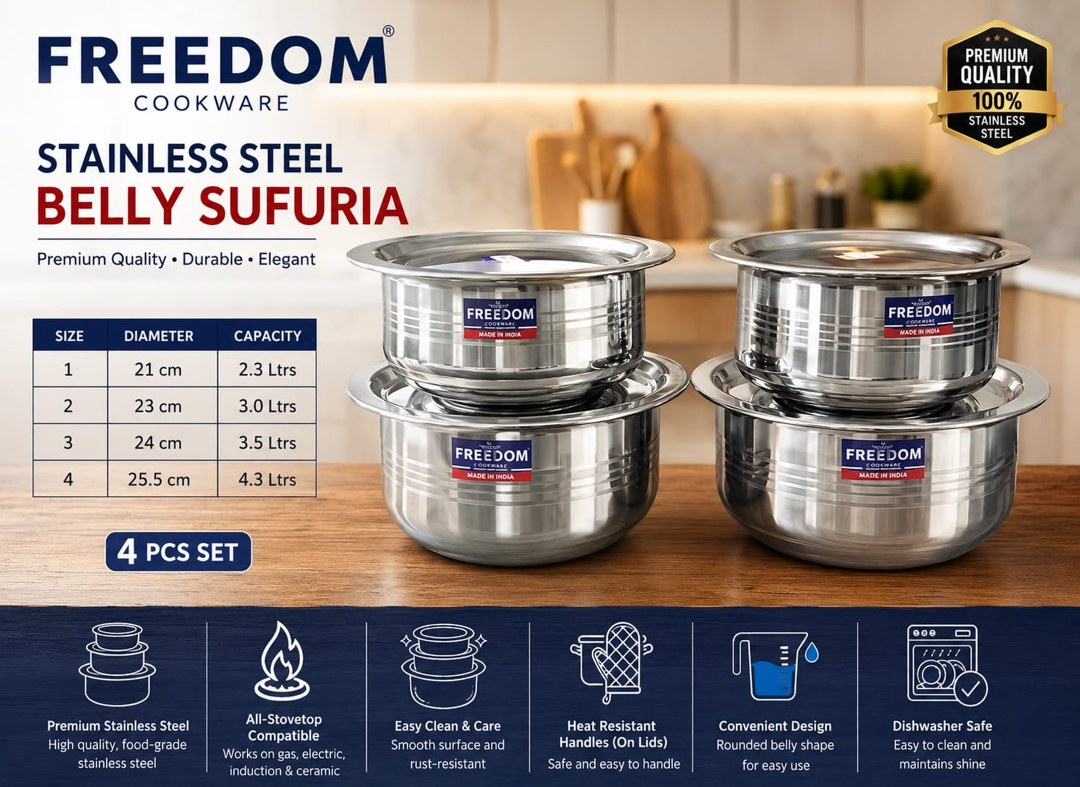 FREEDOM®
COOKWARE
STAINLESS STEEL
BELLY SUFURIA
Premium Quality • Durable • Elegant
SIZE DIAMETER CAPACITY
1 21 cm 2.3 Ltrs
2 23 cm 3.0 Ltrs
3 24 cm 3.5 Ltrs
4 25.5 cm 4.3 Ltrs
4 PCS SET
PREMIUM
QUALITY
100%
STAINLESS
STEEL
FREEDOM
COOKWARE
MADE IN INDIA
FREEDOM
COOKWARE
MADE IN INDIA
FREEDOM
COOKWARE
MADE IN INDIA
FREEDOM
COOKWARE
MADE IN INDIA
Premium Stainless Steel
High quality, food-grade
stainless steel
All-Stovetop
Compatible
Works on gas, electric,
induction & ceramic
Easy Clean & Care
Smooth surface and
rust-resistant
Heat Resistant
Handles (On Lids)
Safe and easy to handle
Convenient Design
Rounded belly shape
for easy use
Dishwasher Safe
Easy to clean and
maintains shine